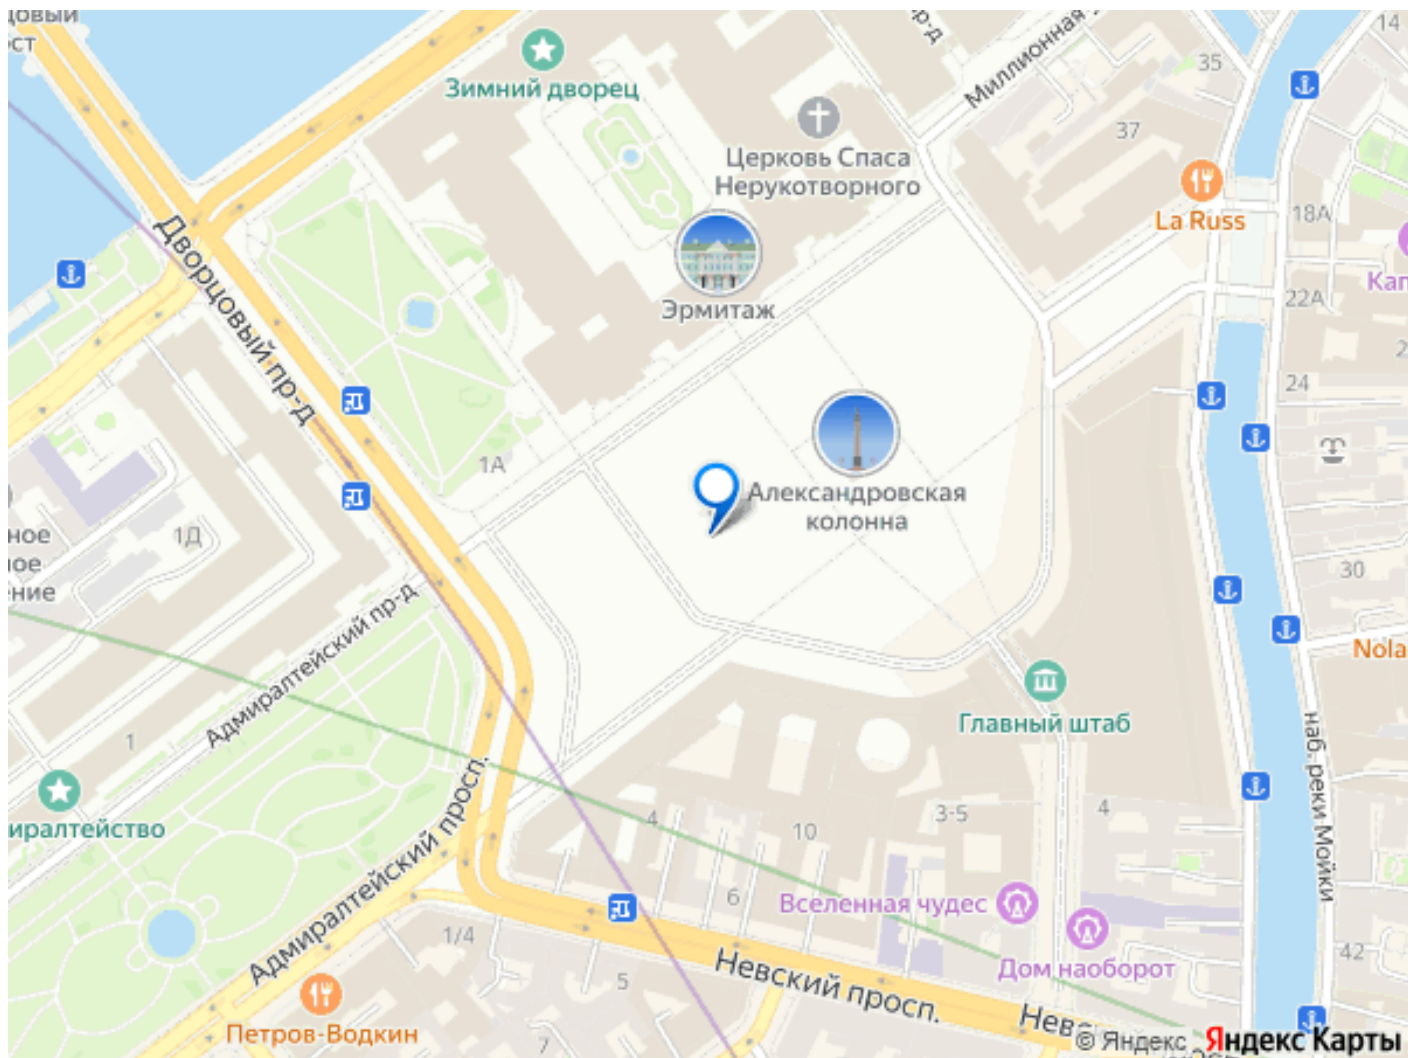 Зимний дворец
Миллионная
14
35
37
Церковь Спаса
Нерукотворного
La Russ
18А
22А
24
Эрмитаж
Дворцовый пр-д
1А
Александровская
колонна
1Д
30
Адмиралтейский пр-д
1
Главный штаб
наб. реки Мойки
Адмиралтейский просп.
4
10
3-5
4
6
Вселенная чудес
Дом наоборот
42
1/4
5
7
Невский просп.
Петров-Водкин
© Яндекс Яндекс Карты